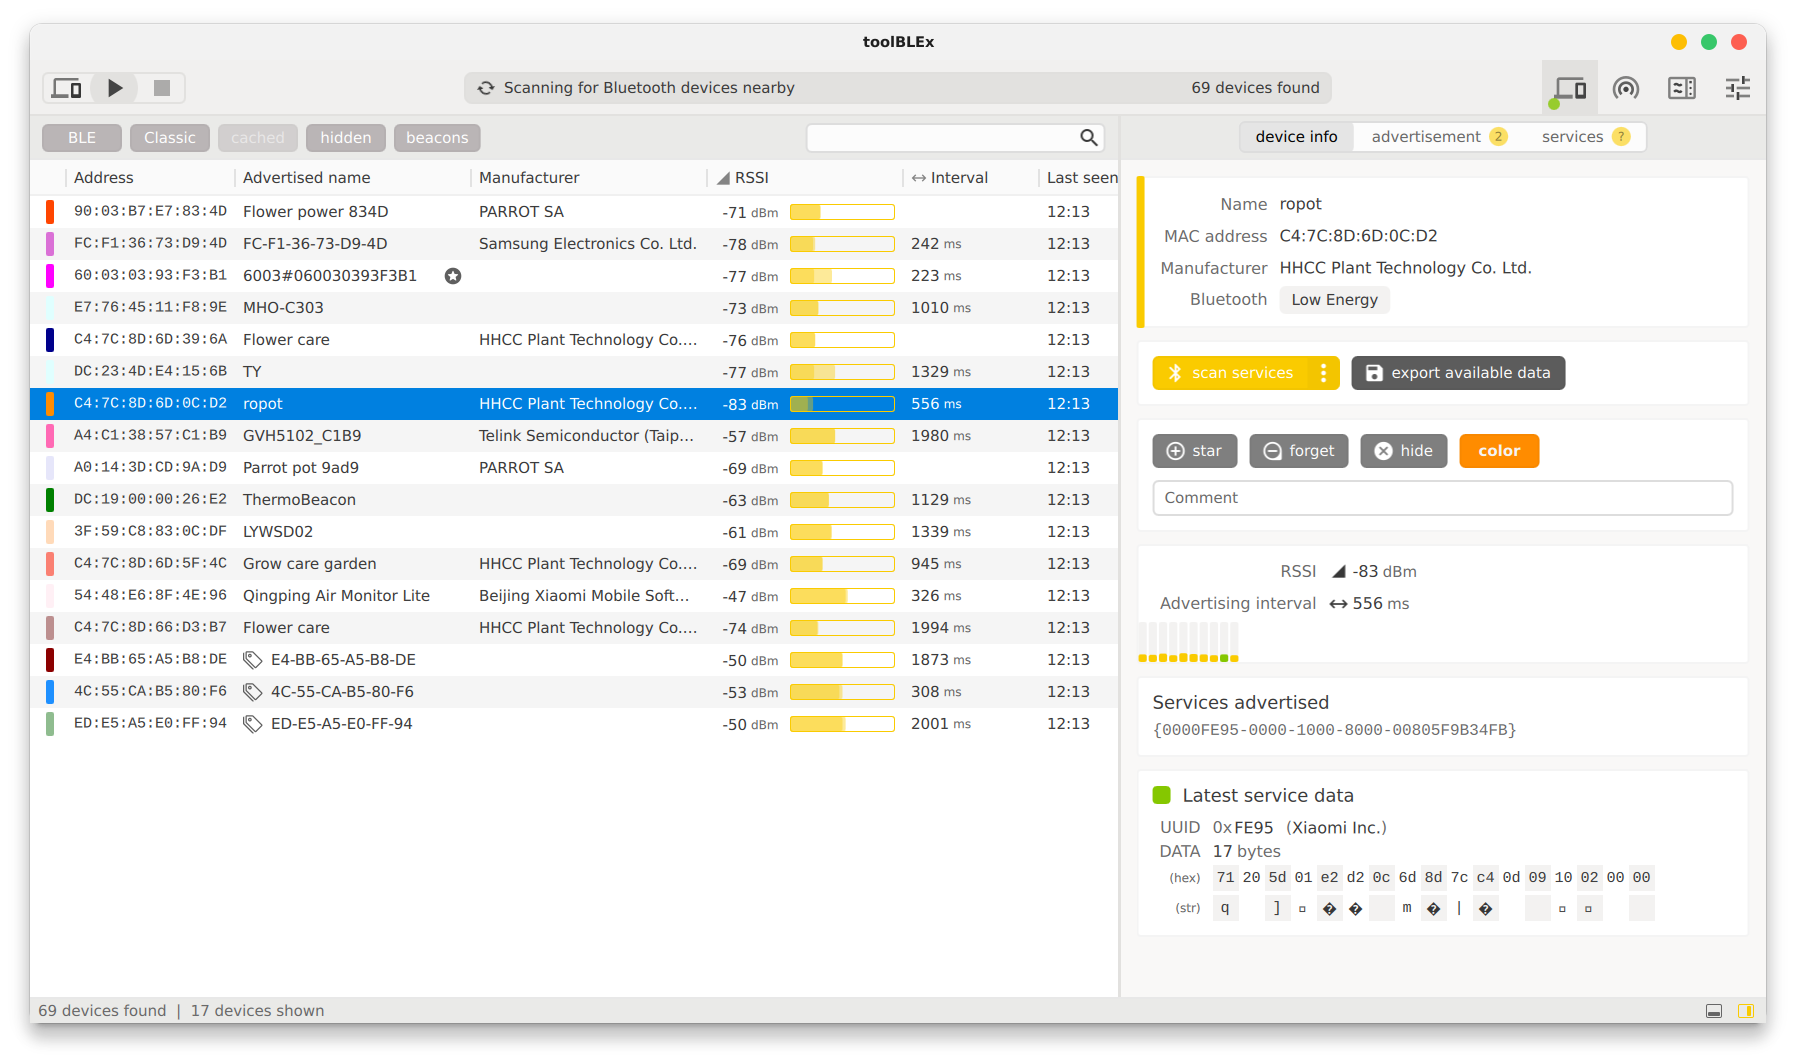 toolBLEx
Scanning for Bluetooth devices nearby 69 devices found
BLE Classic cached hidden beacons
device info advertisement 2 services ?
Address Advertised name Manufacturer RSSI Interval Last seen
90:03:B7:E7:83:4D Flower power 834D PARROT SA -71 dBm 12:13
FC:F1:36:73:D9:4D FC-F1-36-73-D9-4D Samsung Electronics Co. Ltd. -78 dBm 242 ms 12:13
60:03:03:93:F3:B1 6003#060030393F3B1 -77 dBm 223 ms 12:13
E7:76:45:11:F8:9E MHO-C303 -73 dBm 1010 ms 12:13
C4:7C:8D:6D:39:6A Flower care HHCC Plant Technology Co.… -76 dBm 12:13
DC:23:4D:E4:15:6B TY -77 dBm 1329 ms 12:13
C4:7C:8D:6D:0C:D2 ropot HHCC Plant Technology Co.… -83 dBm 556 ms 12:13
A4:C1:38:57:C1:B9 GVH5102_C1B9 Telink Semiconductor (Taip… -57 dBm 1980 ms 12:13
A0:14:3D:CD:9A:D9 Parrot pot 9ad9 PARROT SA -69 dBm 12:13
DC:19:00:00:26:E2 ThermoBeacon -63 dBm 1129 ms 12:13
3F:59:C8:83:0C:DF LYWSD02 -61 dBm 1339 ms 12:13
C4:7C:8D:6D:5F:4C Grow care garden HHCC Plant Technology Co.… -69 dBm 945 ms 12:13
54:48:E6:8F:4E:96 Qingping Air Monitor Lite Beijing Xiaomi Mobile Soft… -47 dBm 326 ms 12:13
C4:7C:8D:66:D3:B7 Flower care HHCC Plant Technology Co.… -74 dBm 1994 ms 12:13
E4:BB:65:A5:B8:DE E4-BB-65-A5-B8-DE -50 dBm 1873 ms 12:13
4C:55:CA:B5:80:F6 4C-55-CA-B5-80-F6 -53 dBm 308 ms 12:13
ED:E5:A5:E0:FF:94 ED-E5-A5-E0-FF-94 -50 dBm 2001 ms 12:13
Name ropot
MAC address C4:7C:8D:6D:0C:D2
Manufacturer HHCC Plant Technology Co. Ltd.
Bluetooth Low Energy
scan services export available data
star forget hide color
Comment
RSSI -83 dBm
Advertising interval 556 ms
Services advertised
{0000FE95-0000-1000-8000-00805F9B34FB}
Latest service data
UUID 0xFE95 (Xiaomi Inc.)
DATA 17 bytes
(hex) 71 20 5d 01 e2 d2 0c 6d 8d 7c c4 0d 09 10 02 00 00
(str) q ] ▫ � � m � | � ▫ ▫
69 devices found | 17 devices shown